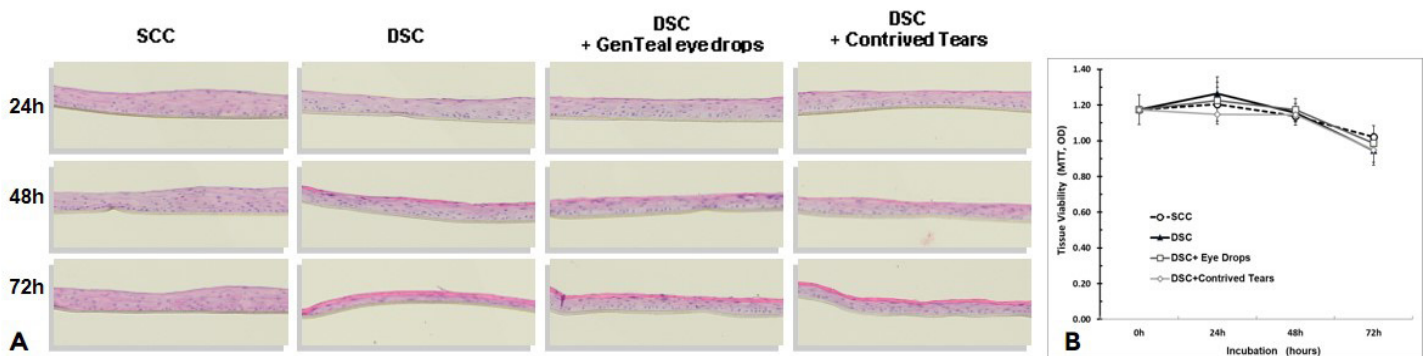 SCC
DSC
DSC
+ GenTeal eye drops
DSC
+ Contrived Tears
24h
48h
72h
A
1.40
1.20
1.00
0.80
0.60
0.40
0.20
0.00
Tissue Viability (MTT, OD)
SCC
DSC
DSC+ Eye Drops
DSC+Contrived Tears
0h
24h
48h
72h
Incubation (hours)
B